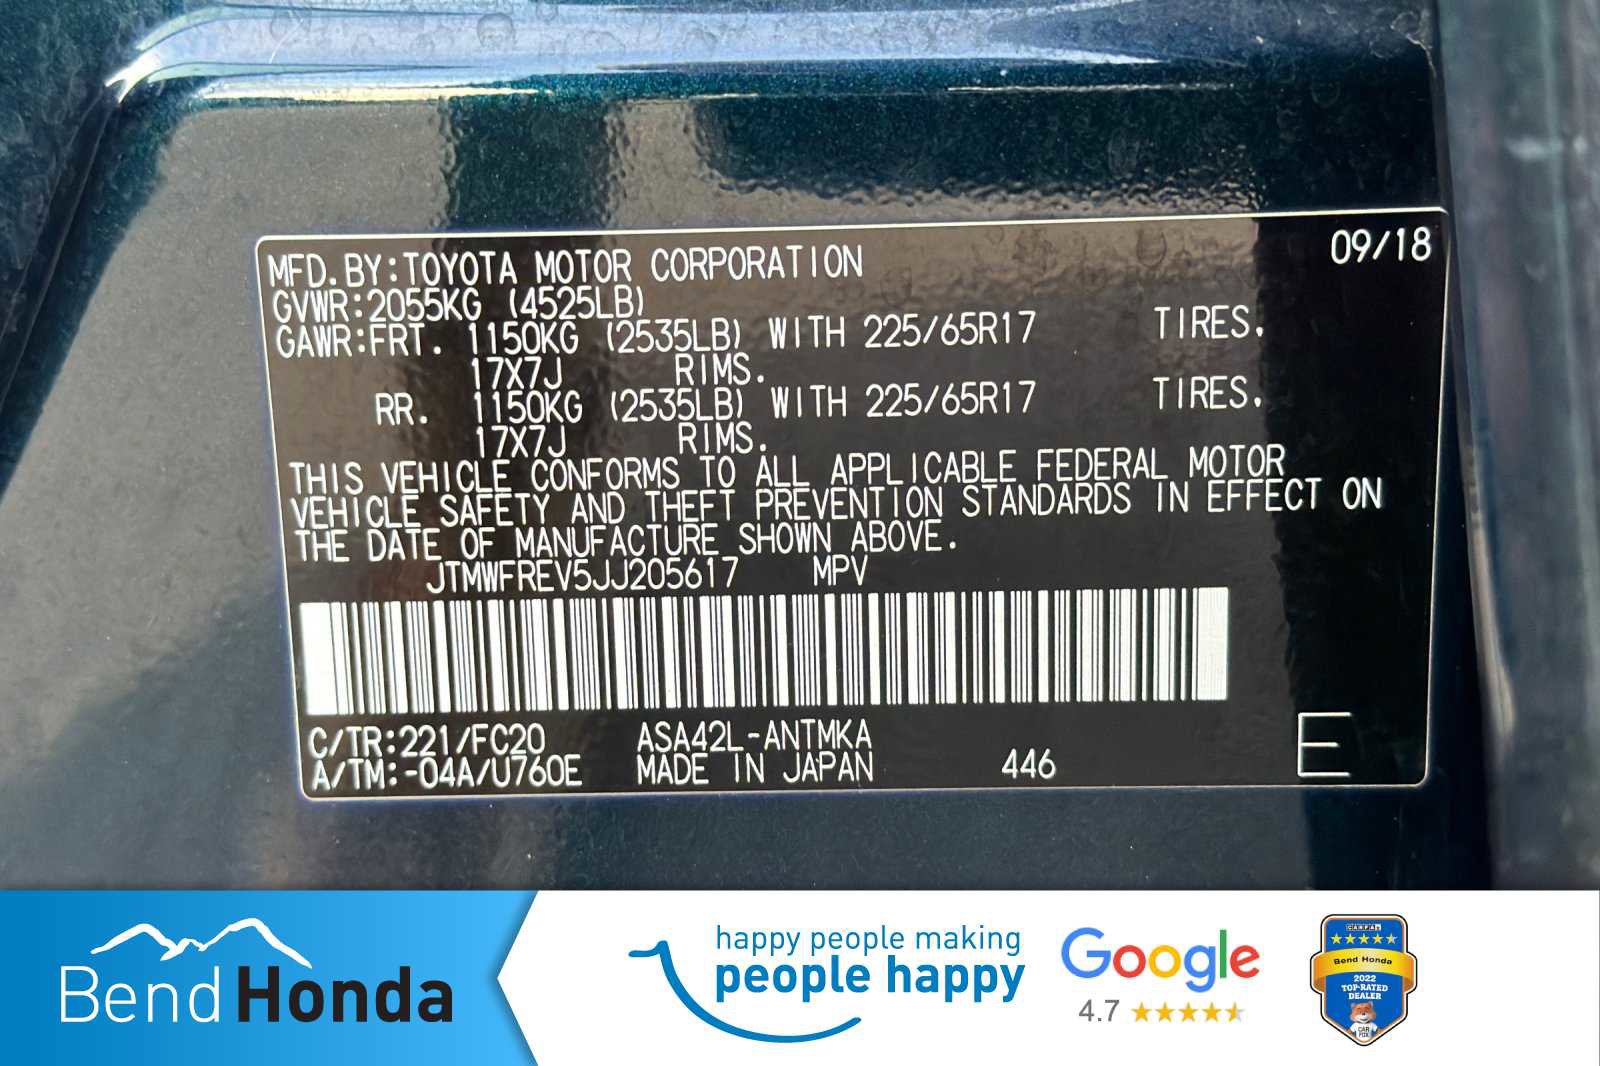 MFD.BY:TOYOTA MOTOR CORPORATION 09/18
GVWR:2055KG (4525LB)
GAWR:FRT. 1150KG (2535LB) WITH 225/65R17 TIRES.
17X7J RIMS.
RR. 1150KG (2535LB) WITH 225/65R17 TIRES.
17X7J RIMS.
THIS VEHICLE CONFORMS TO ALL APPLICABLE FEDERAL MOTOR
VEHICLE SAFETY AND THEFT PREVENTION STANDARDS IN EFFECT ON
THE DATE OF MANUFACTURE SHOWN ABOVE.
JTMWFREV5JJ205617 MPV
C/TR:221/FC20 ASA42L-ANTMKA
A/TM:-04A/U760E MADE IN JAPAN 446 E
Bend Honda
happy people making
people happy
Google
4.7
CARFAX
Bend Honda
2022
TOP-RATED
DEALER
CAR
FOX